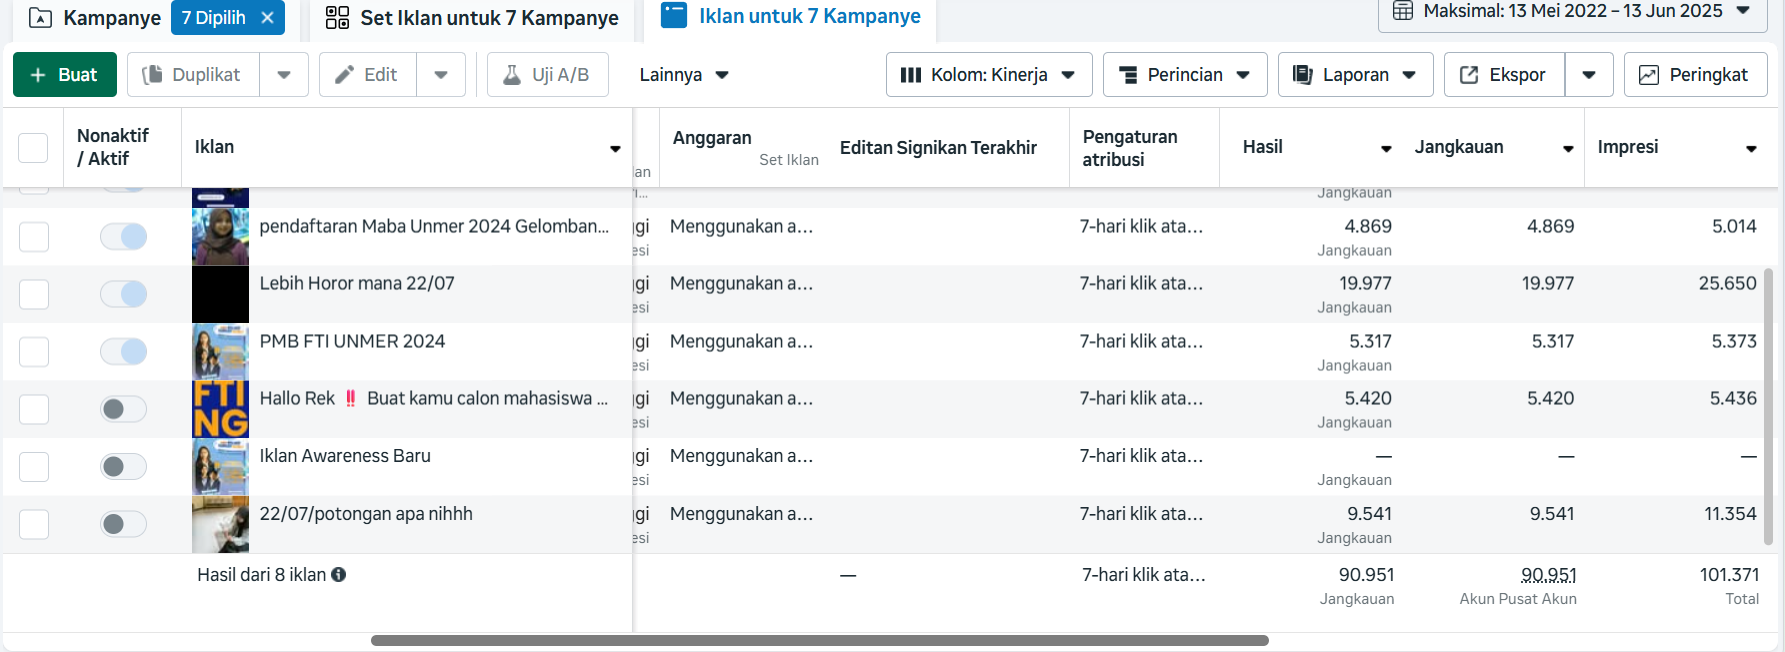 Kampanye 7 Dipilih Set Iklan untuk 7 Kampanye Iklan untuk 7 Kampanye Maksimal: 13 Mei 2022 – 13 Jun 2025
Buat Duplikat Edit Uji A/B Lainnya Kolom: Kinerja Perincian Laporan Ekspor Peringkat
Nonaktif / Aktif Iklan Anggaran Set Iklan Editan Signikan Terakhir Pengaturan atribusi Hasil Jangkauan Impresi
Jangkauan
pendaftaran Maba Unmer 2024 Gelomban... Menggunakan a... 7-hari klik ata... 4.869 4.869 5.014
Jangkauan
Lebih Horor mana 22/07 Menggunakan a... 7-hari klik ata... 19.977 19.977 25.650
Jangkauan
PMB FTI UNMER 2024 Menggunakan a... 7-hari klik ata... 5.317 5.317 5.373
Jangkauan
FTI
NG
Hallo Rek ‼️ Buat kamu calon mahasiswa ... Menggunakan a... 7-hari klik ata... 5.420 5.420 5.436
Jangkauan
Iklan Awareness Baru Menggunakan a... 7-hari klik ata... — — —
Jangkauan
22/07/potongan apa nihhh Menggunakan a... 7-hari klik ata... 9.541 9.541 11.354
Jangkauan
Hasil dari 8 iklan — 7-hari klik ata... 90.951 90.951 101.371
Jangkauan Akun Pusat Akun Total